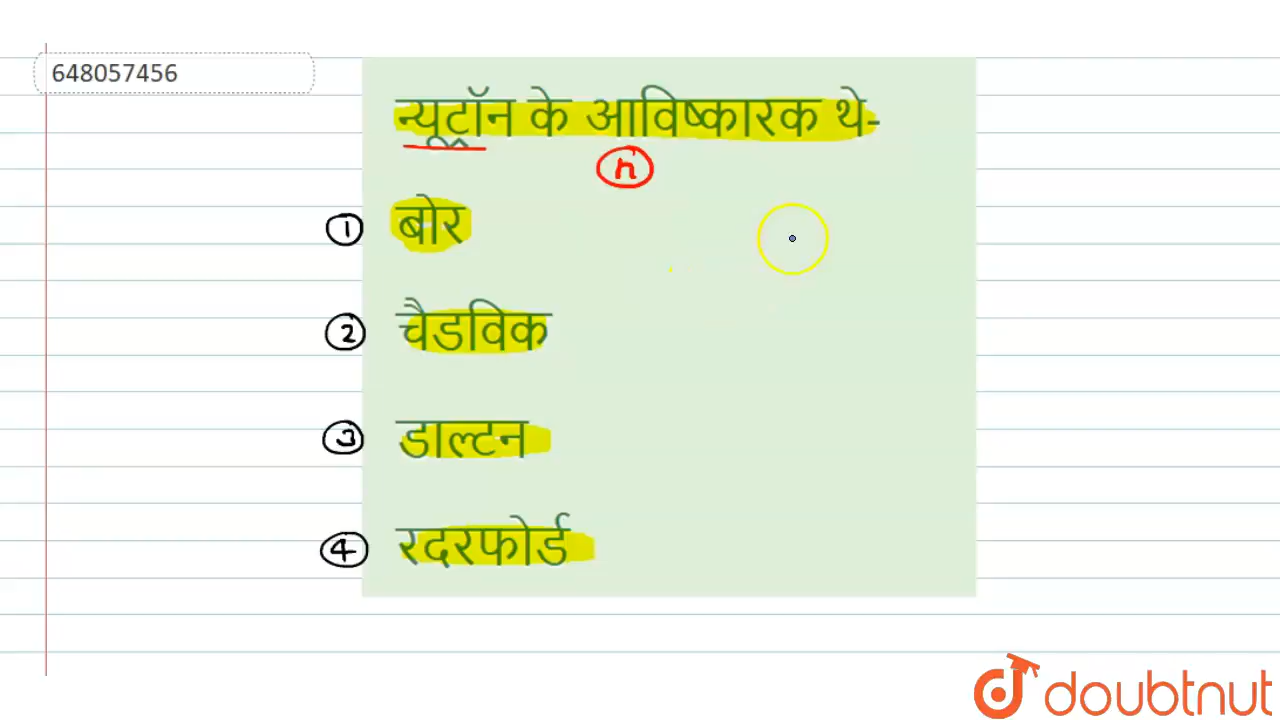 648057456
न्यूट्रॉन के आविष्कारक थे-
n
1 बोर
2 चैडविक
3 डाल्टन
4 रदरफोर्ड
doubtnut